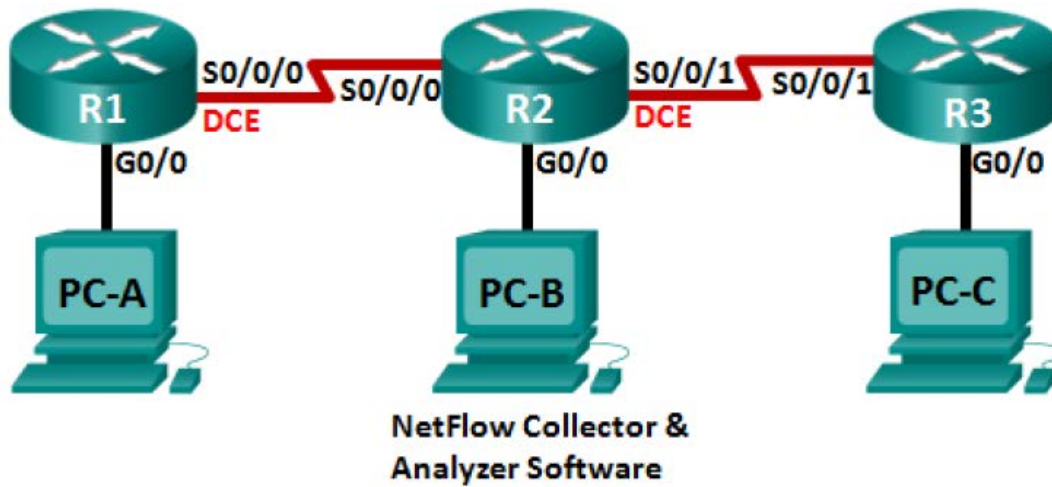 R1
S0/0/0
DCE
S0/0/0
R2
S0/0/1
DCE
S0/0/1
R3
G0/0
G0/0
G0/0
PC-A
PC-B
PC-C
NetFlow Collector &
Analyzer Software